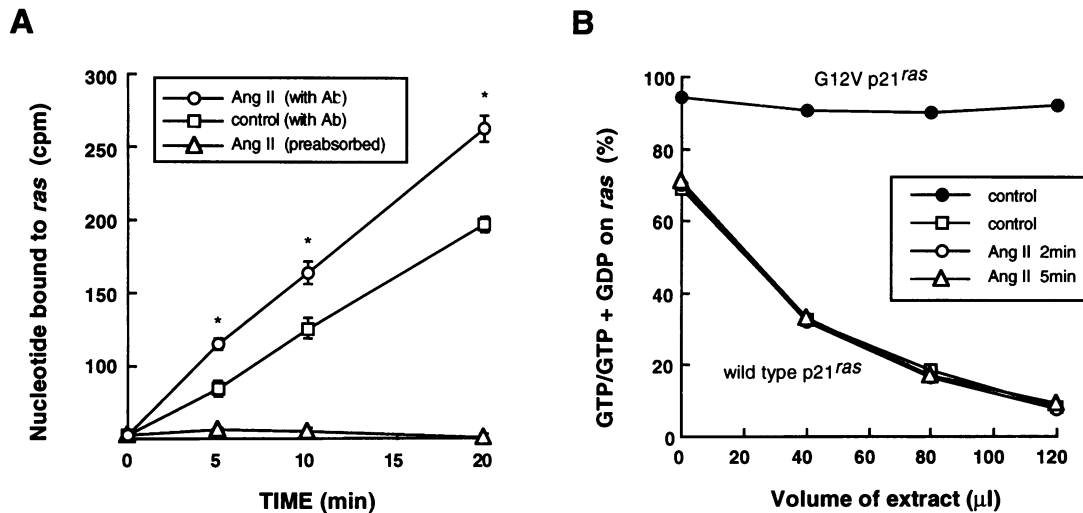 A
Nucleotide bound to ras (cpm)
300
250
200
150
100
Ang II (with Ab)
control (with Ab)
Ang II (preabsorbed)
*
*
*
0
5
10
15
20
TIME (min)
B
GTP/GTP + GDP on ras (%)
100
80
60
40
20
0
G12V p21ras
control
control
Ang II 2min
Ang II 5min
wild type p21ras
0
20
40
60
80
100
120
Volume of extract (μl)